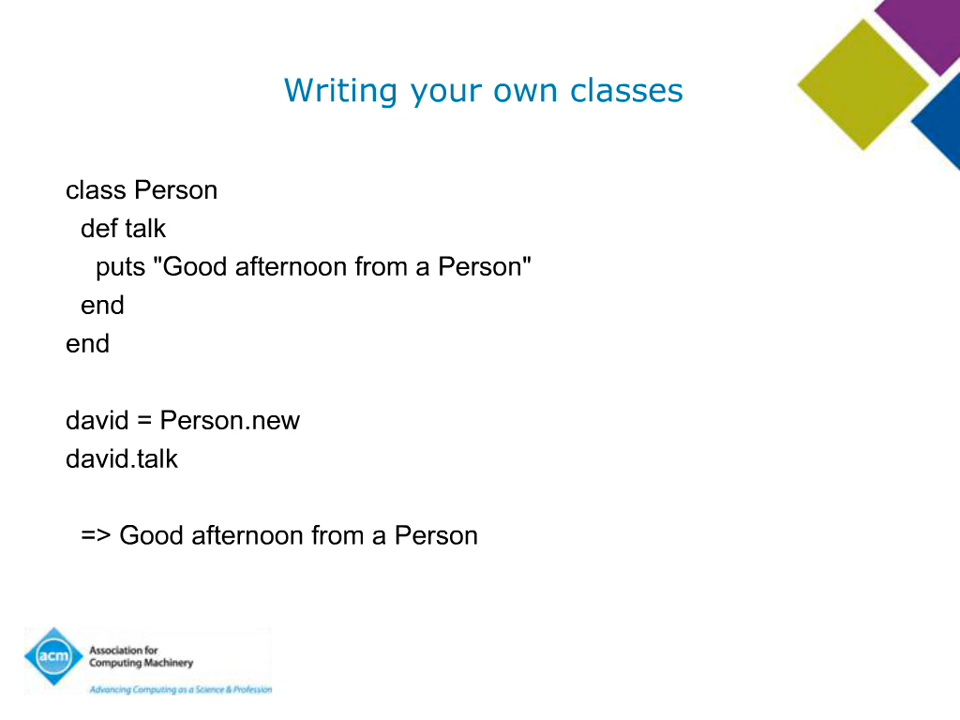 Writing your own classes
class Person
def talk
puts "Good afternoon from a Person"
end
end
david = Person.new
david.talk
=> Good afternoon from a Person
acm
Association for
Computing Machinery
Advancing Computing as a Science & Profession